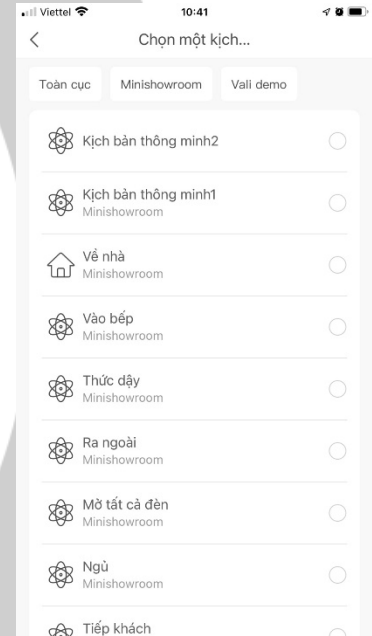 Viettel
10:41
Chọn một kịch...
Toàn cục Minishowroom Vali demo
Kịch bản thông minh2
Kịch bản thông minh1
Minishowroom
Về nhà
Minishowroom
Vào bếp
Minishowroom
Thức dậy
Minishowroom
Ra ngoài
Minishowroom
Mở tất cả đèn
Minishowroom
Ngủ
Minishowroom
Tiếp khách